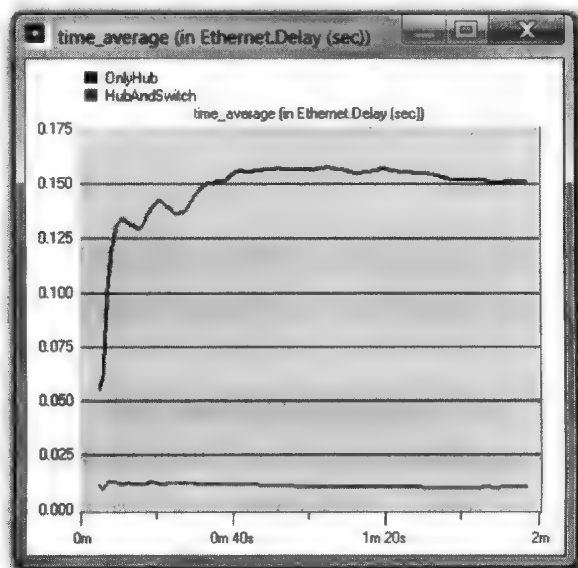 time_average (in Ethernet.Delay (sec))
OnlyHub
HubAndSwitch
time_average (in Ethernet.Delay (sec))
0.175
0.150
0.125
0.100
0.075
0.050
0.025
0.000
0m 0m 40s 1m 20s 2m